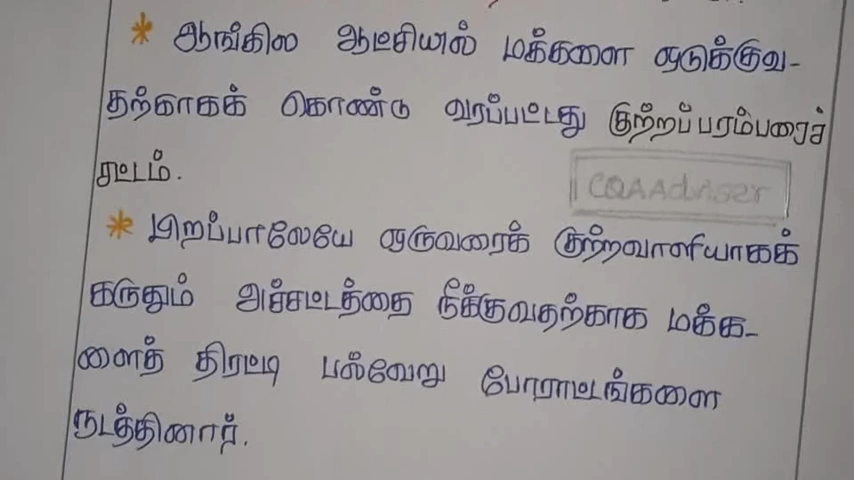 * ஆங்கில ஆட்சியில் மக்களை ஒடுக்குவ-
தற்காகக் கொண்டு வரப்பட்டது குற்றப்பரம்பரைச்
சட்டம்.
CQAAdviser
* பிறப்பாலேயே ஒருவரைக் குற்றவாளியாகக்
கருதும் அச்சட்டத்தை நீக்குவதற்காக மக்க-
ளைத் திரட்டி பல்வேறு போராட்டங்களை
நடத்தினார்.